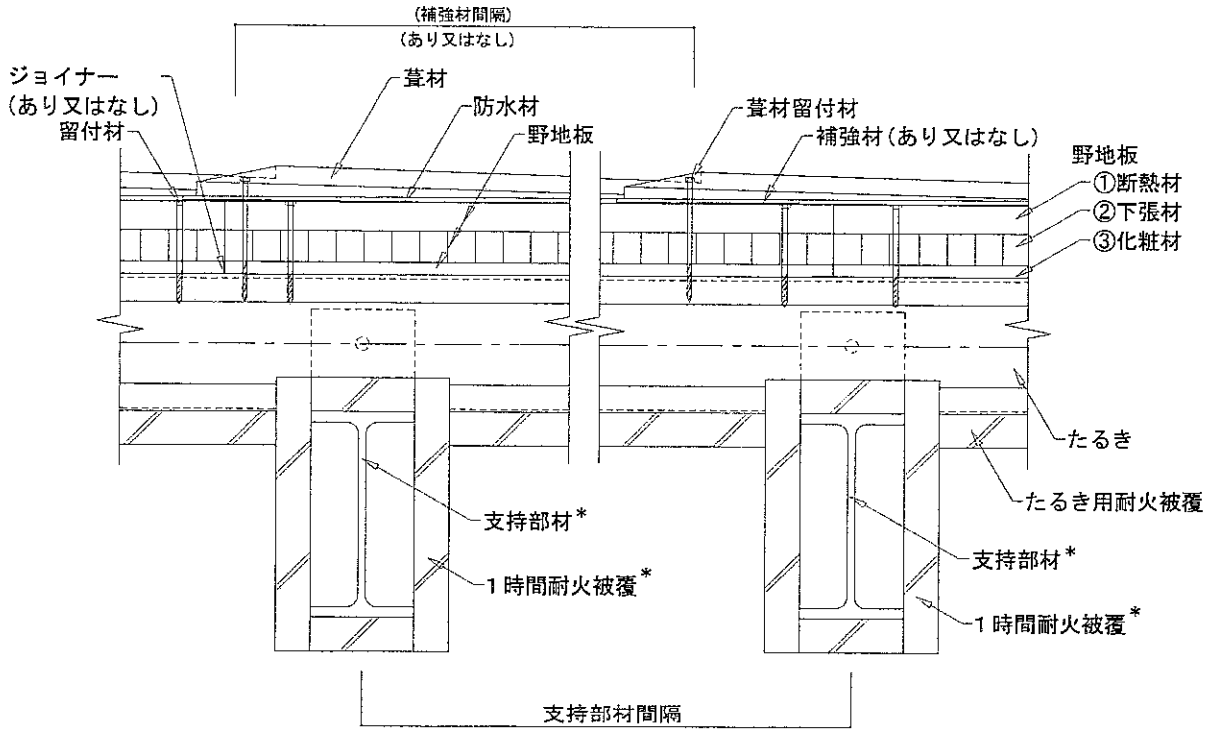 (補強材間隔)
(あり又はなし)
ジョイナー
(あり又はなし)
留付材
葺材
防水材
野地板
葺材留付材
補強材(あり又はなし)
野地板
①断熱材
②下張材
③化粧材
たるき
たるき用耐火被覆
支持部材*
1時間耐火被覆*
支持部材*
1時間耐火被覆*
支持部材間隔